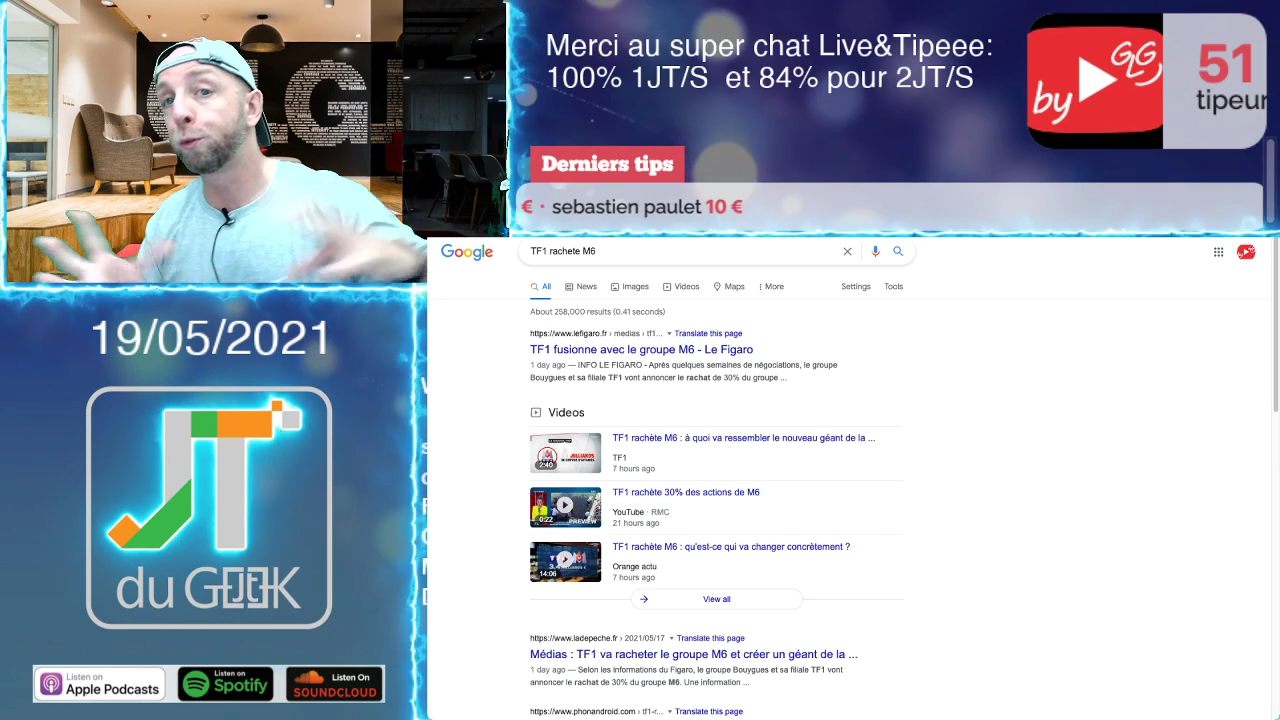 Merci au super chat Live&Tipeee:
100% 1JT/S et 84% pour 2JT/S
by GG
51
tipeur
Derniers tips
€ · sebastien paulet 10 €
19/05/2021
JT
du GEEK
Listen on
Apple Podcasts
Listen on
Spotify
Listen On
SOUNDCLOUD
Google
TF1 rachete M6
All News Images Videos Maps More Settings Tools
About 258,000 results (0.41 seconds)
https://www.lefigaro.fr › medias › tf1... Translate this page
TF1 fusionne avec le groupe M6 - Le Figaro
1 day ago — INFO LE FIGARO - Après quelques semaines de négociations, le groupe
Bouygues et sa filiale TF1 vont annoncer le rachat de 30% du groupe ...
Videos
TF1 rachète M6 : à quoi va ressembler le nouveau géant de la ...
TF1
7 hours ago
2:40
TF1 rachète 30% des actions de M6
YouTube · RMC
21 hours ago
0:22
PREVIEW
TF1 rachète M6 : qu'est-ce qui va changer concrètement ?
Orange actu
7 hours ago
14:06
View all
https://www.ladepeche.fr › 2021/05/17 Translate this page
Médias : TF1 va racheter le groupe M6 et créer un géant de la ...
1 day ago — Selon les informations du Figaro, le groupe Bouygues et sa filiale TF1 vont
annoncer le rachat de 30% du groupe M6. Une information ...
https://www.phonandroid.com › tf1-r... Translate this page